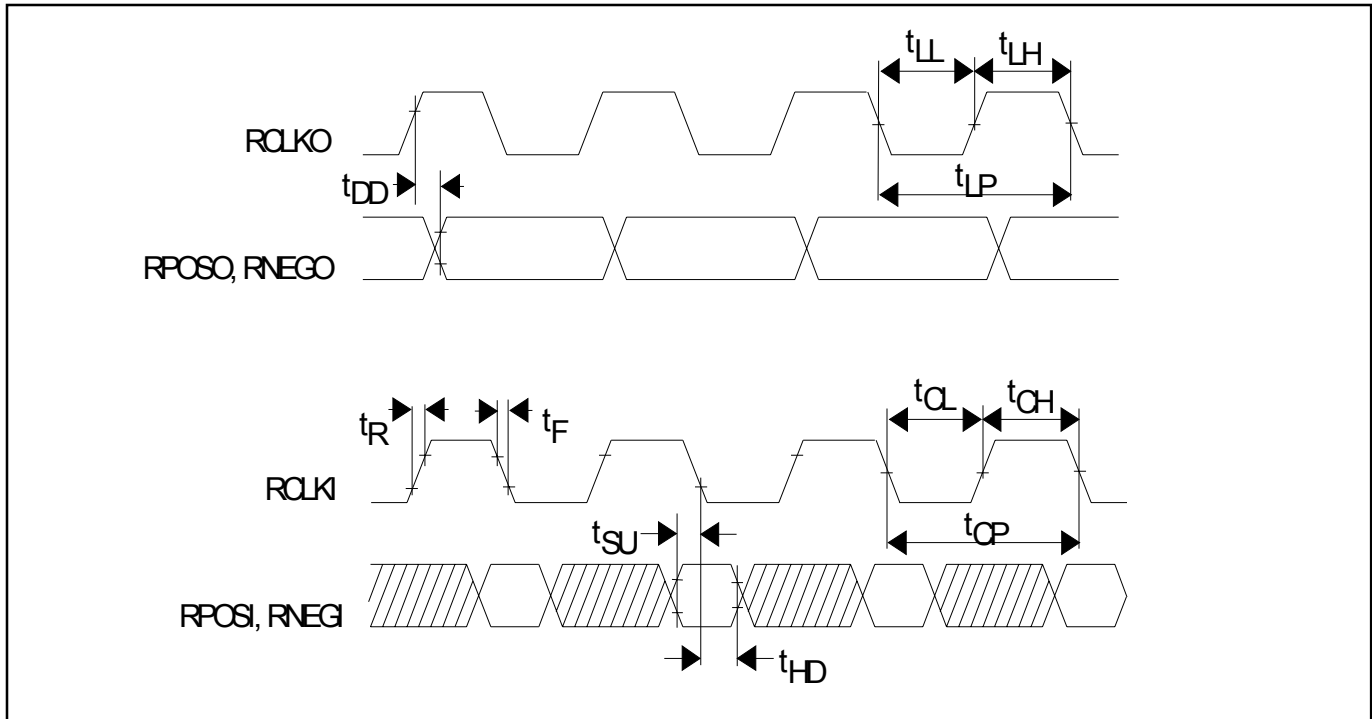 tLL tLH
RCLKO
tLP
tDD
RPOSO, RNEGO
tCL tCH
tR tF
RCLKI
tCP
tSU
RPOSI, RNEGI
tHD